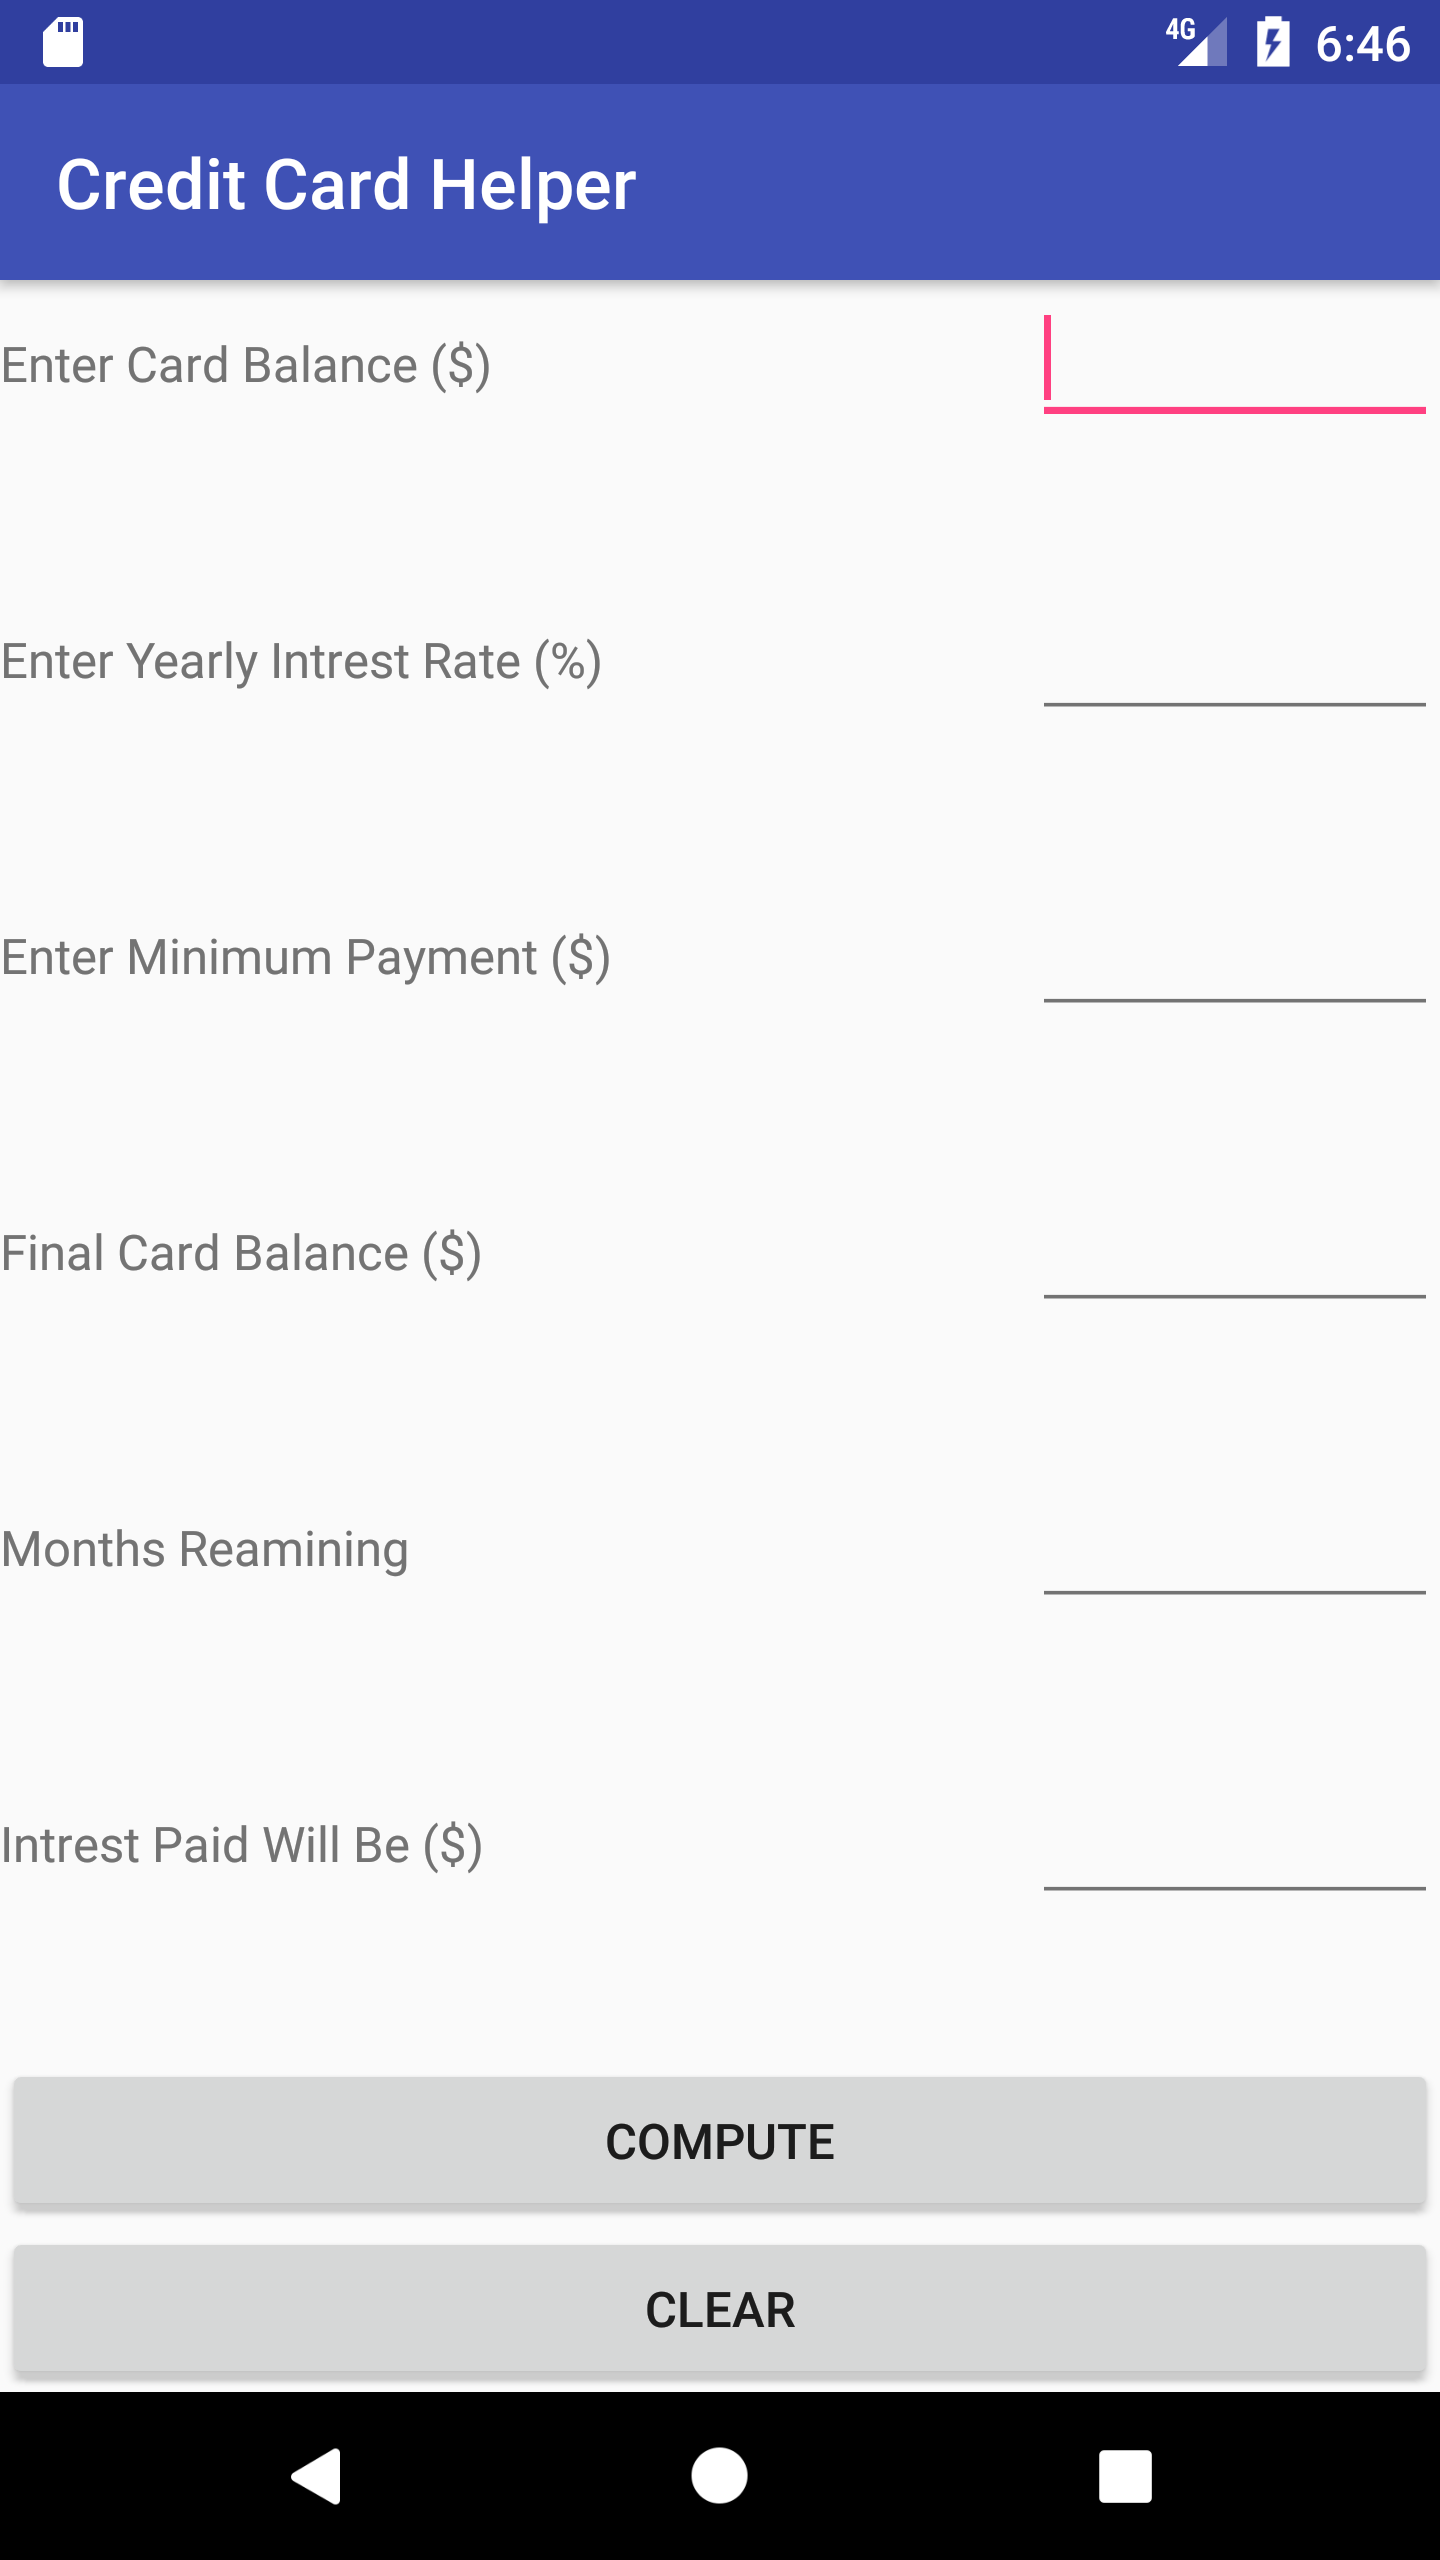 4G 6:46
Credit Card Helper
Enter Card Balance ($)
Enter Yearly Intrest Rate (%)
Enter Minimum Payment ($)
Final Card Balance ($)
Months Reamining
Intrest Paid Will Be ($)
COMPUTE
CLEAR